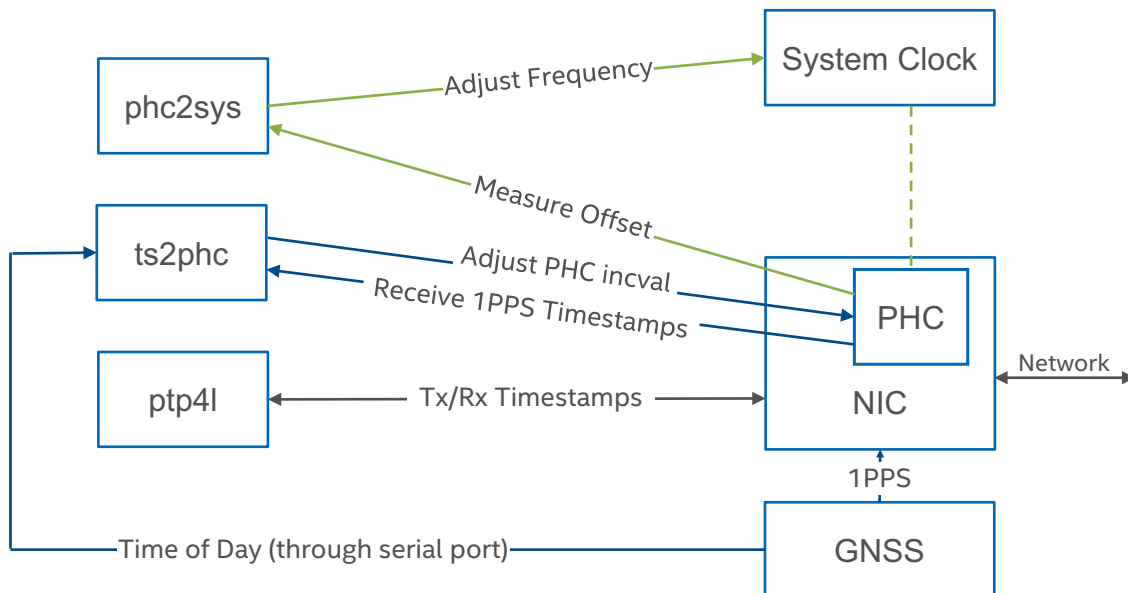 System Clock
Adjust Frequency
phc2sys
Measure Offset
ts2phc
Adjust PHC incval
Receive 1PPS Timestamps
PHC
Network
ptp4l
Tx/Rx Timestamps
NIC
1PPS
Time of Day (through serial port)
GNSS